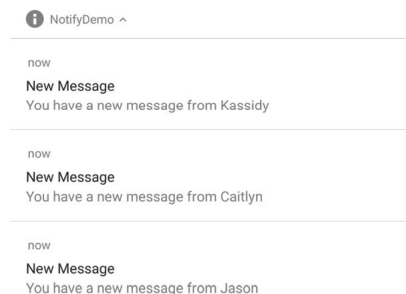 NotifyDemo
now
New Message
You have a new message from Kassidy
now
New Message
You have a new message from Caitlyn
now
New Message
You have a new message from Jason